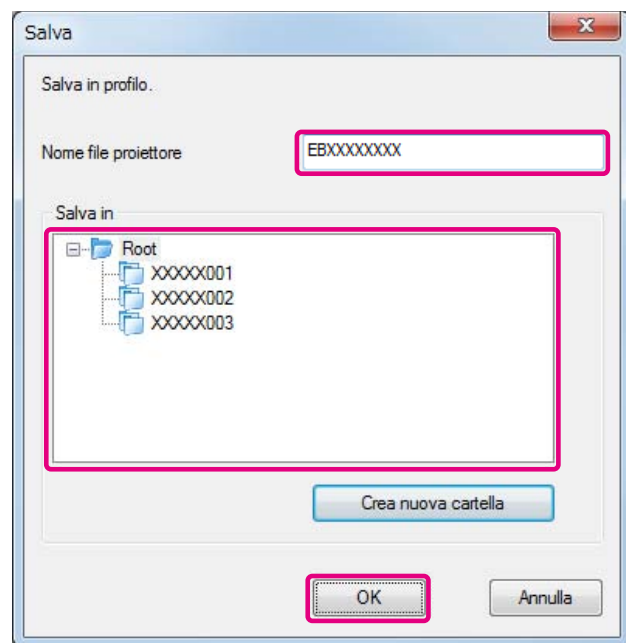 Salva
Salva in profilo.
Nome file proiettore
EBXXXXXXXX
Salva in
Root
XXXXX001
XXXXX002
XXXXX003
Crea nuova cartella
OK
Annulla